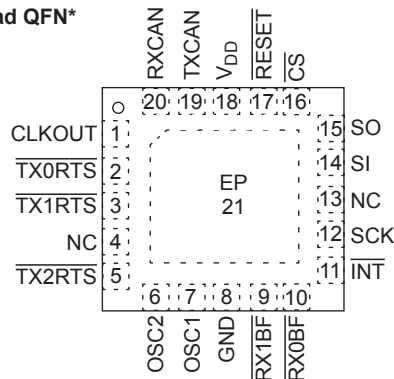 ad QFN*
RXCAN
TXCAN
VDD
RESET
CS
20 19 18 17 16
CLKOUT 1
TX0RTS 2
TX1RTS 3
NC 4
TX2RTS 5
EP
21
15 SO
14 SI
13 NC
12 SCK
11 INT
6 7 8 9 10
OSC2
OSC1
GND
RX1BF
RX0BF